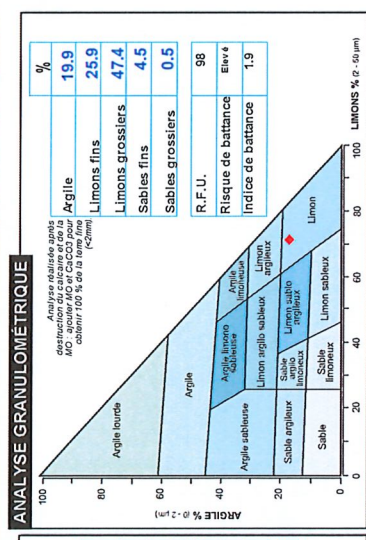 ANALYSE GRANULOMÉTRIQUE
Analyse réalisée après
destruction du calcaire et de la
MO : ajouter MO et CaCO3 pour
obtenir 100 % de la terre fine
(<2mm)
%
Argile 19.9
Limons fins 25.9
Limons grossiers 47.4
Sables fins 4.5
Sables grossiers 0.5
R.F.U. 98
Risque de battance Elevé
Indice de battance 1.9
ARGILE % (0 - 2 µm)
100
80
60
40
20
0
Argile lourde
Argile
Argile sableuse
Argile limono
sableuse
Argile
limoneuse
Limon argilo sableux
Limon
argileux
Sable argileux
Sable
argilo
limoneux
Limon sablo
argileux
Limon
Sable
Sable
limoneux
Limon sableux
0
20
40
60
80
100
LIMONS % (2 - 50 µm)